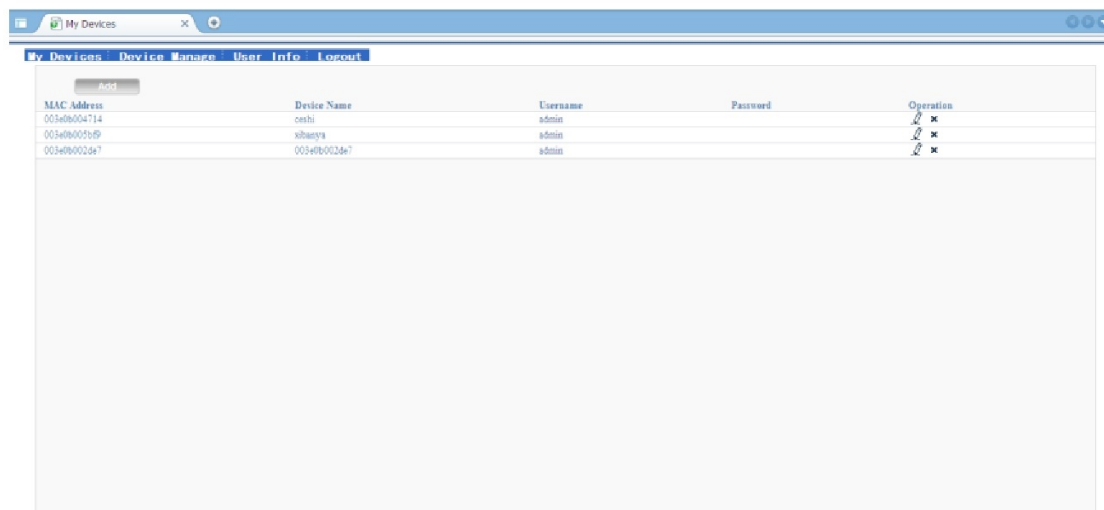 My Devices
My Devices Device Manage User Info Logout
Add
MAC Address Device Name Username Password Operation
003e0b004714 ceshi admin
003e0b005bf9 xibanya admin
003e0b002de7 003e0b002de7 admin